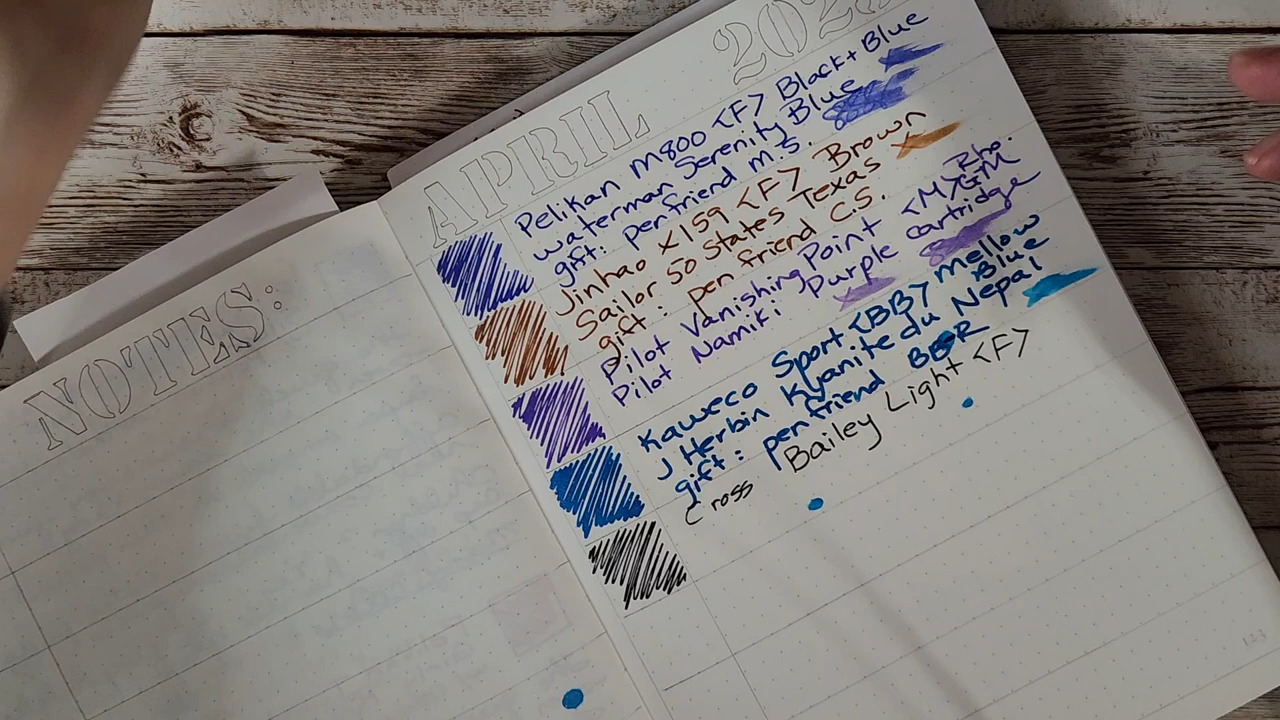 NOTES:
APRIL 202
Pelikan M800 <F> Black + Blue
Waterman Serenity Blue
gift: pen friend M.S.
Jinhao x159 <F> Brown
Sailor 50 States Texas
gift: pen friend C.S.
Pilot Vanishing Point <M> Rho. GTM
Pilot Namiki Purple cartridge
Kaweco Sport <BB> Mellow Blue
J Herbin Kyanite du Nepal
gift: pen friend
Cross Bailey Light <F>